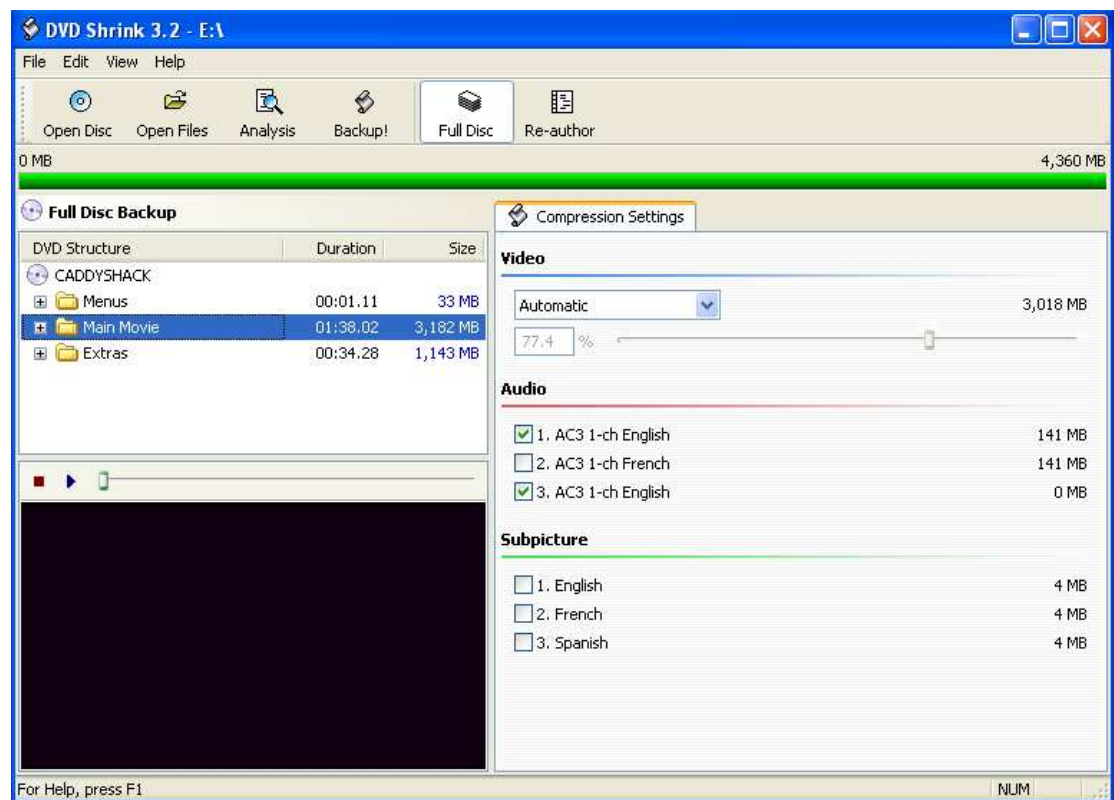 DVD Shrink 3.2 - E:\
File Edit View Help
Open Disc Open Files Analysis Backup! Full Disc Re-author
0 MB 4,360 MB
Full Disc Backup
Compression Settings
DVD Structure Duration Size
CADDYSHACK
Menus 00:01.11 33 MB
Main Movie 01:38.02 3,182 MB
Extras 00:34.28 1,143 MB
Video
Automatic 3,018 MB
77.4 %
Audio
1. AC3 1-ch English 141 MB
2. AC3 1-ch French 141 MB
3. AC3 1-ch English 0 MB
Subpicture
1. English 4 MB
2. French 4 MB
3. Spanish 4 MB
For Help, press F1 NUM